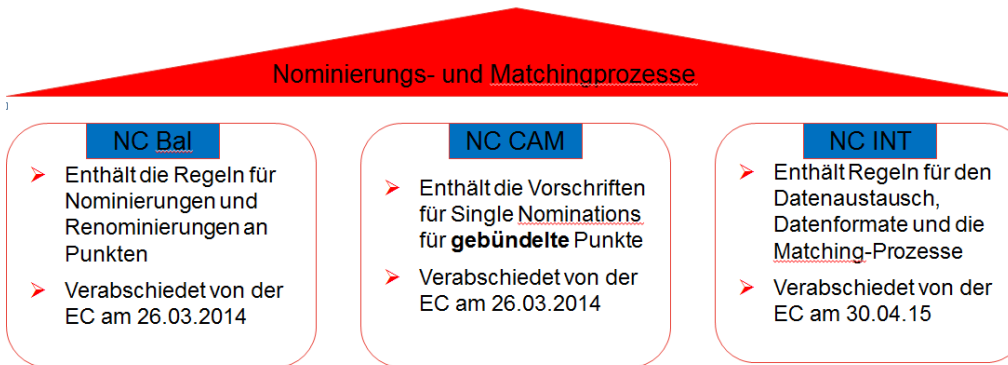 Nominierungs- und Matchingprozesse
NC Bal
Enthält die Regeln für
Nominierungen und
Renominierungen an
Punkten
Verabschiedet von der
EC am 26.03.2014
NC CAM
Enthält die Vorschriften
für Single Nominations
für gebündelte Punkte
Verabschiedet von der
EC am 26.03.2014
NC INT
Enthält Regeln für den
Datenaustausch,
Datenformate und die
Matching-Prozesse
Verabschiedet von der
EC am 30.04.15